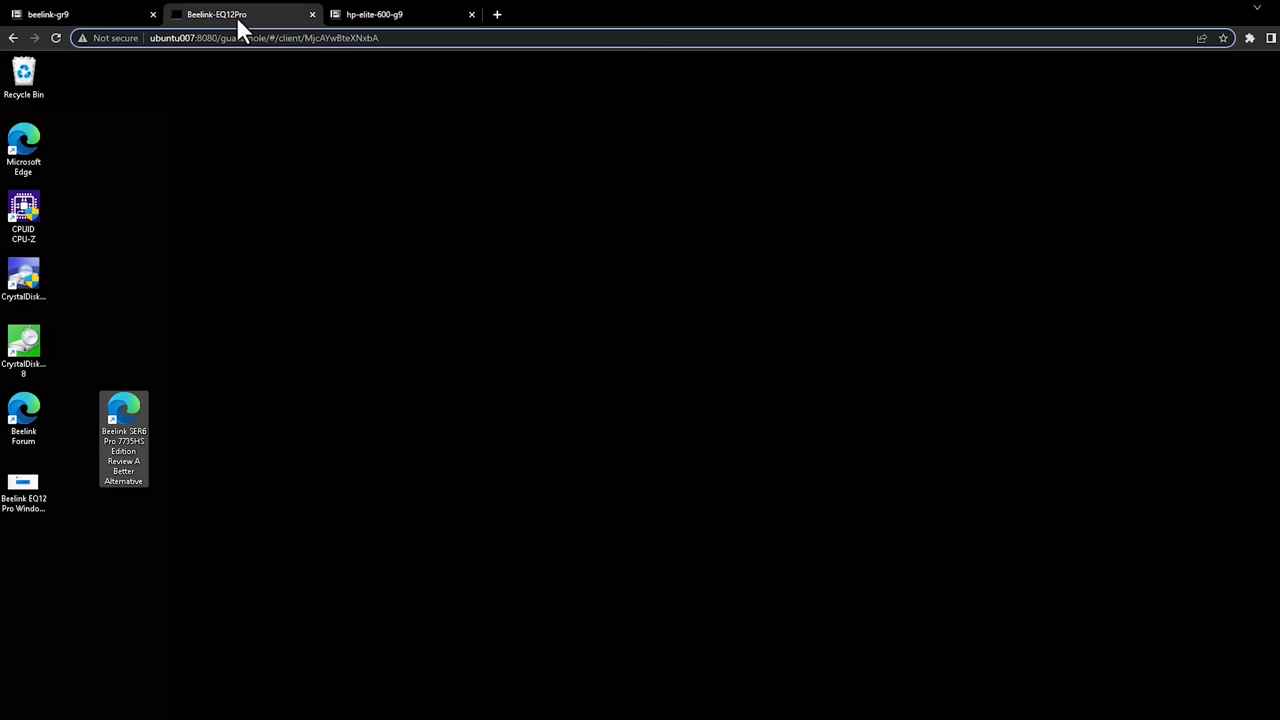 beelink-gr9
Beelink-EQ12Pro
hp-elite-600-g9
Not secure
ubuntu007:8080/gua mole/#/client/MjcAYwBteXNxbA
Recycle Bin
Microsoft
Edge
CPUID
CPU-Z
CrystalDisk...
CrystalDisk...
8
Beelink
Forum
Beelink SER6
Pro 7735HS
Edition
Review A
Better
Alternative
Beelink EQ12
Pro Windo...